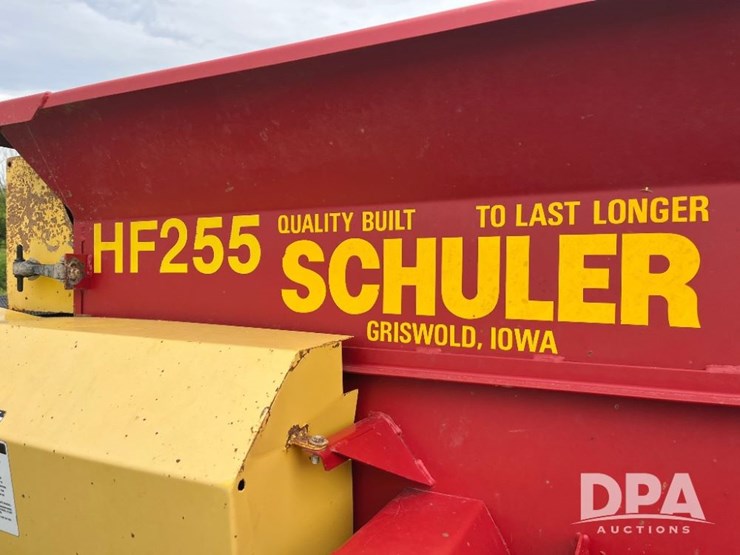 HF255
QUALITY BUILT TO LAST LONGER
SCHULER
GRISWOLD, IOWA
DPA
AUCTIONS